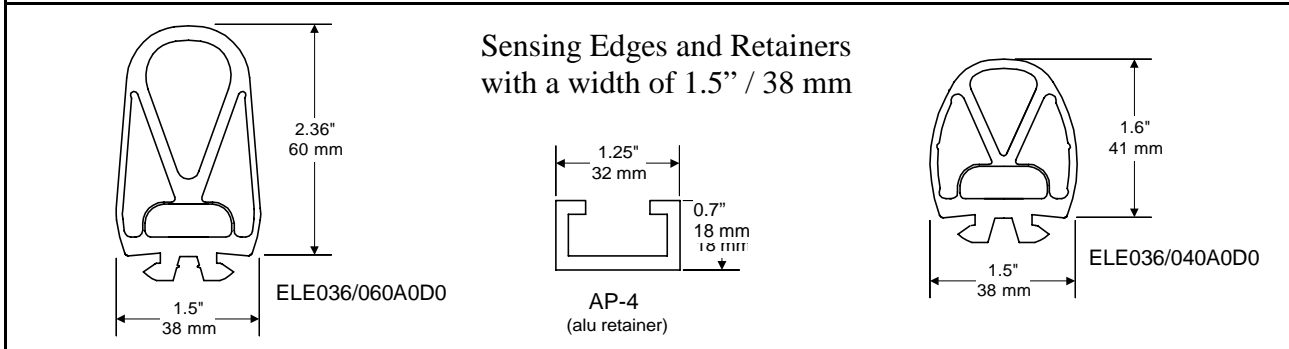 Sensing Edges and Retainers
with a width of 1.5” / 38 mm
2.36"
60 mm
ELE036/060A0D0
1.5"
38 mm
1.25"
32 mm
0.7”
18 mm
18 mm
AP-4
(alu retainer)
1.6"
41 mm
ELE036/040A0D0
1.5"
38 mm